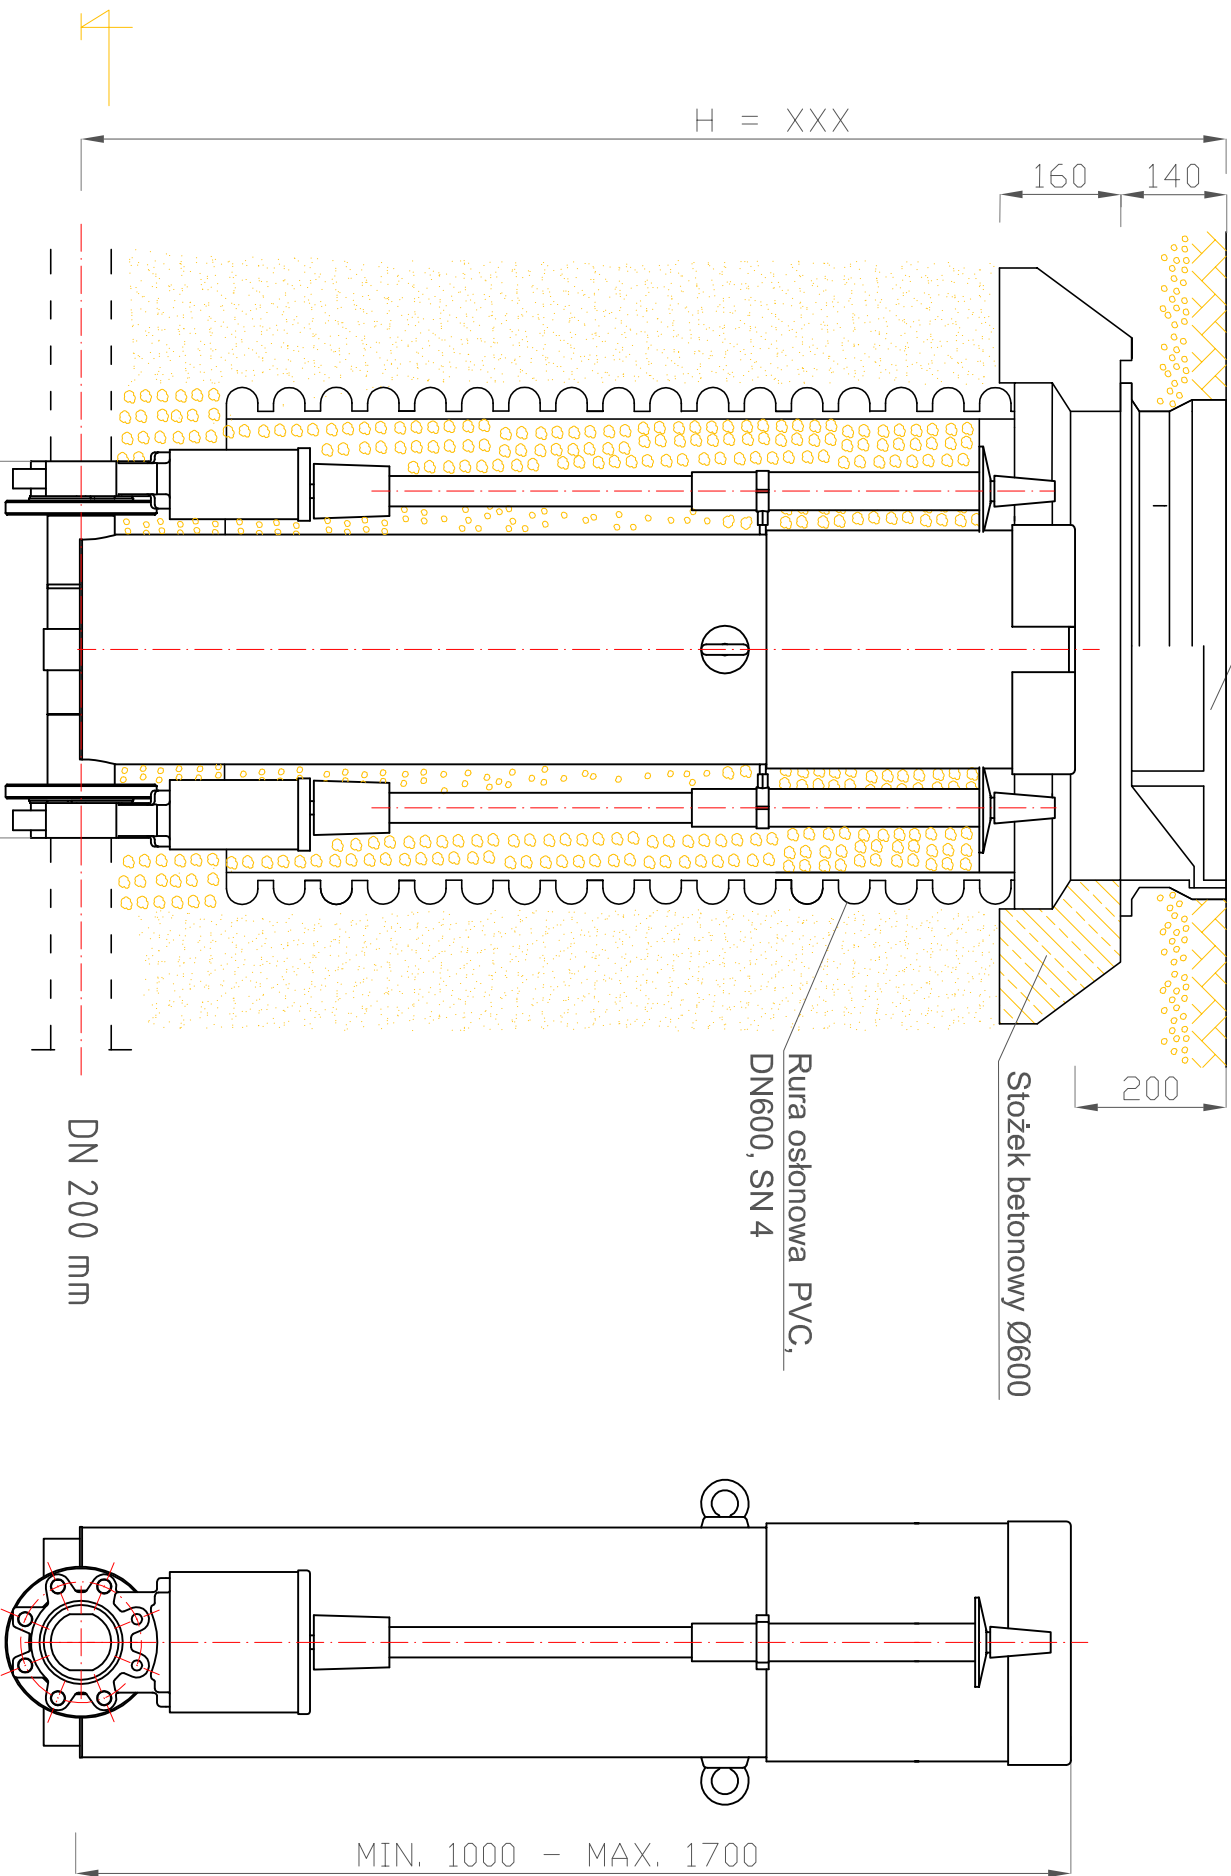 H = XXX
160
140
200
Stożek betonowy Ø600
Rura osłonowa PVC,
DN600, SN 4
DN 200 mm
MIN. 1000 - MAX. 1700